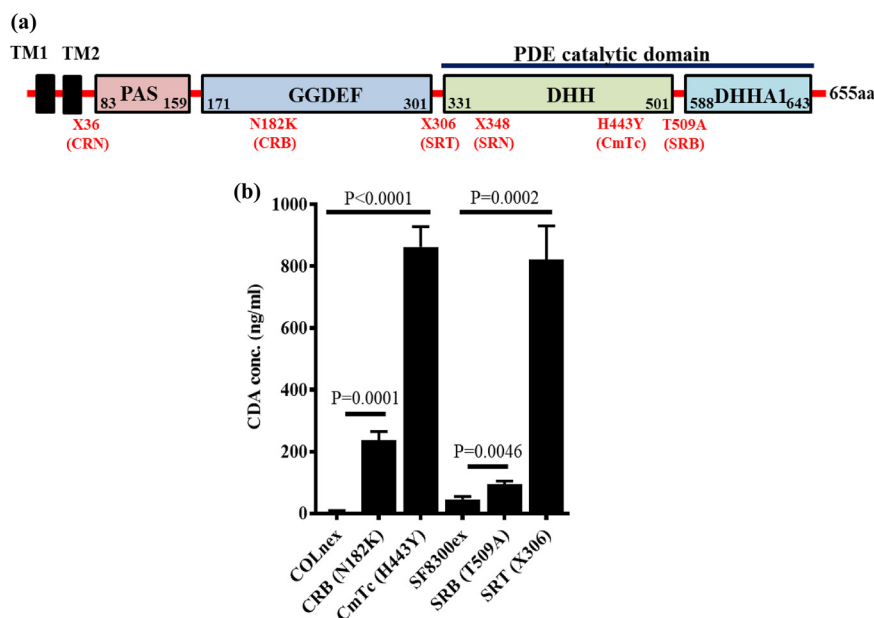 (a)
PDE catalytic domain
TM1 TM2
83 PAS 159 171 GGDEF 301 331 DHH 501 588 DHHA1 643 655aa
X36 N182K X306 X348 H443Y T509A
(CRN) (CRB) (SRT) (SRN) (CmTc) (SRB)
(b)
P<0.0001 P=0.0002
P=0.0001
P=0.0046
CDA conc. (ng/ml)
1000
800
600
400
200
0
COLnex
CRB (N182K)
CmTc (H443Y)
SF8300ex
SRB (T509A)
SRT (X306)